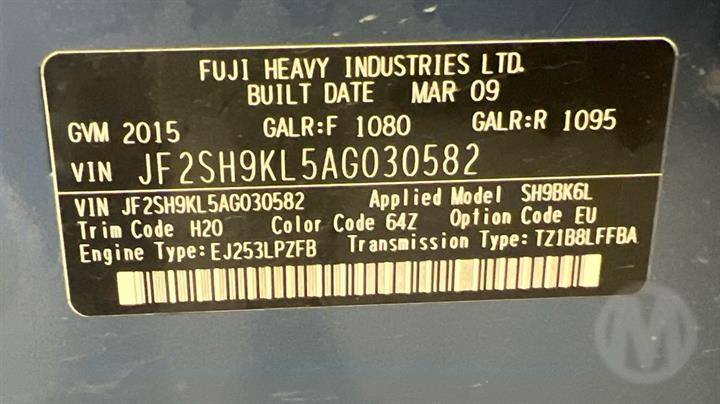 FUJI HEAVY INDUSTRIES LTD.
BUILT DATE MAR 09
GVM 2015 GALR:F 1080 GALR:R 1095
VIN JF2SH9KL5AG030582
VIN JF2SH9KL5AG030582 Applied Model SH9BK6L
Trim Code H20 Color Code 64Z Option Code EU
Engine Type:EJ253LPZFB Transmission Type:TZ1B8LFFBA
M